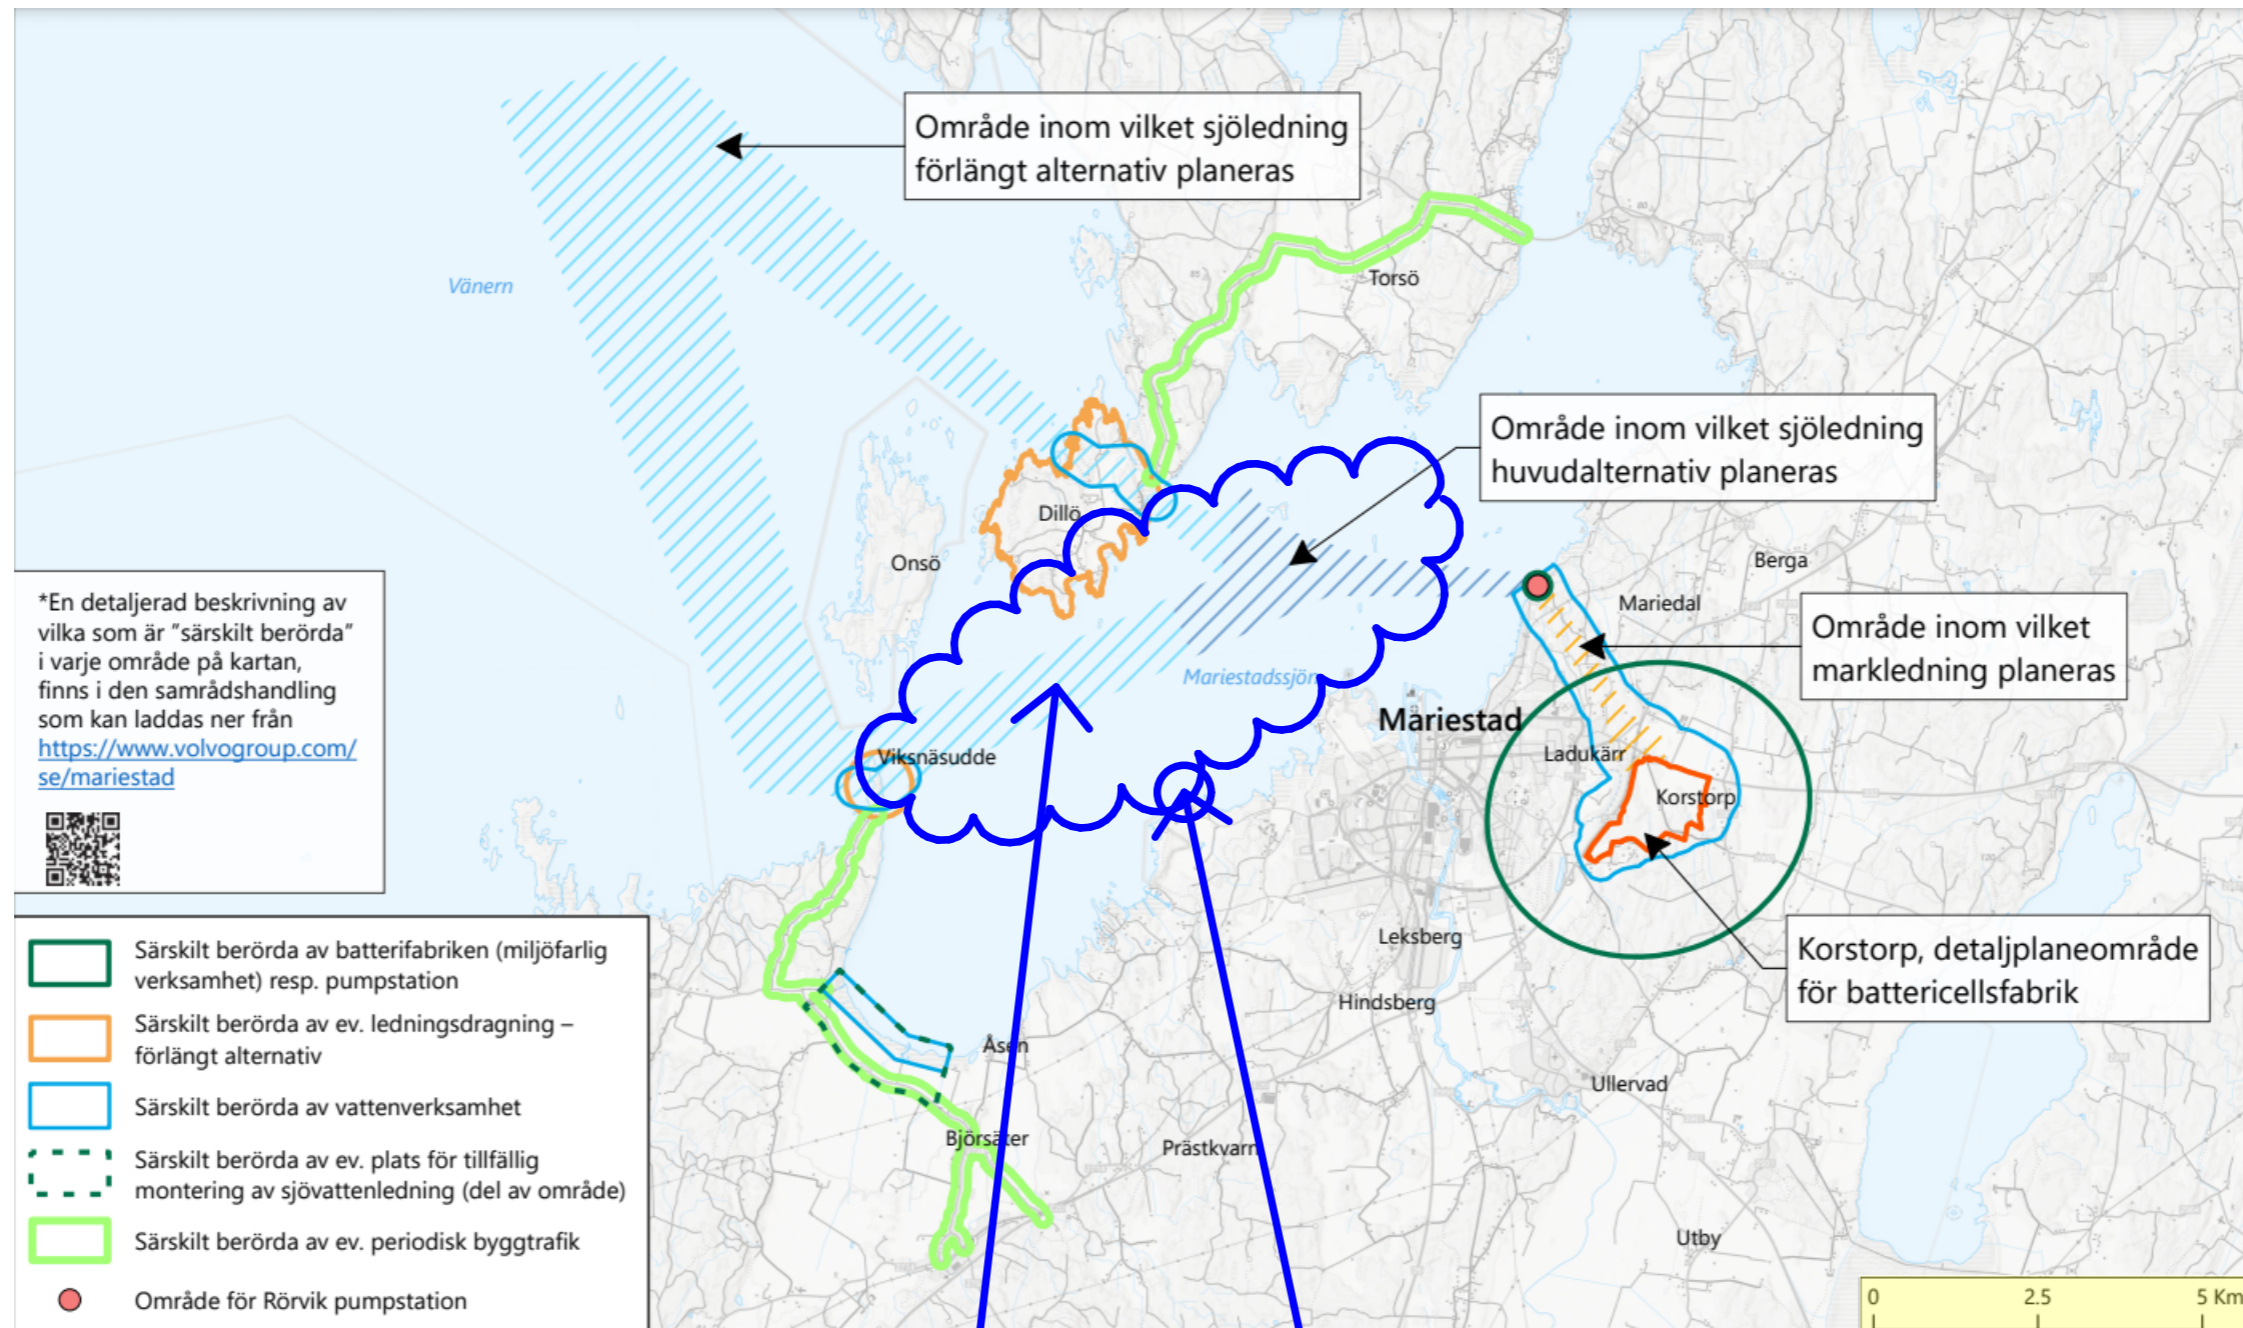 Område inom vilket sjöledning
förlängt alternativ planeras
Vänern
85
80
Torsö
Område inom vilket sjöledning
huvudalternativ planeras
Dillö
Onsö
Berga
*En detaljerad beskrivning av
vilka som är ”särskilt berörda”
i varje område på kartan,
finns i den samrådshandling
som kan laddas ner från
https://www.volvogroup.com/
se/mariestad
Mariedal
Område inom vilket
markledning planeras
Mariestadssjön
Mariestad
Viksnäsudde
Ladukärr
Korstorp
120
Korstorp, detaljplaneområde
för battericellsfabrik
Leksberg
Hindsberg
Åsen
Ullervad
Björsäter
Prästkvarn
Utby
Särskilt berörda av batterifabriken (miljöfarlig
verksamhet) resp. pumpstation
Särskilt berörda av ev. ledningsdragning –
förlängt alternativ
Särskilt berörda av vattenverksamhet
Särskilt berörda av ev. plats för tillfällig
montering av sjövattenledning (del av område)
Särskilt berörda av ev. periodisk byggtrafik
Område för Rörvik pumpstation
0 2.5 5 Km